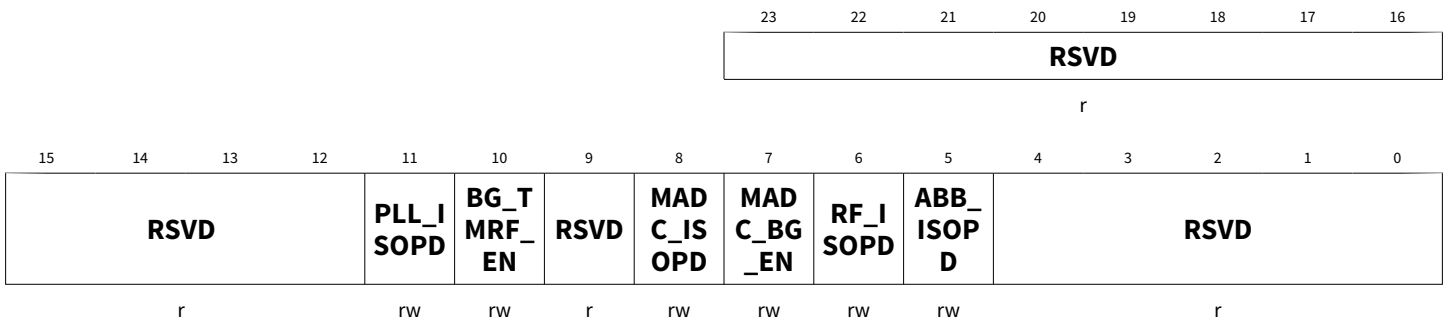 23 22 21 20 19 18 17 16
RSVD
r
15 14 13 12 11 10 9 8 7 6 5 4 3 2 1 0
RSVD
PLL_I
SOPD
BG_T
MRF_
EN
RSVD
MAD
C_IS
OPD
MAD
C_BG
_EN
RF_I
SOPD
ABB_
ISOP
D
RSVD
r rw rw r rw rw rw rw r